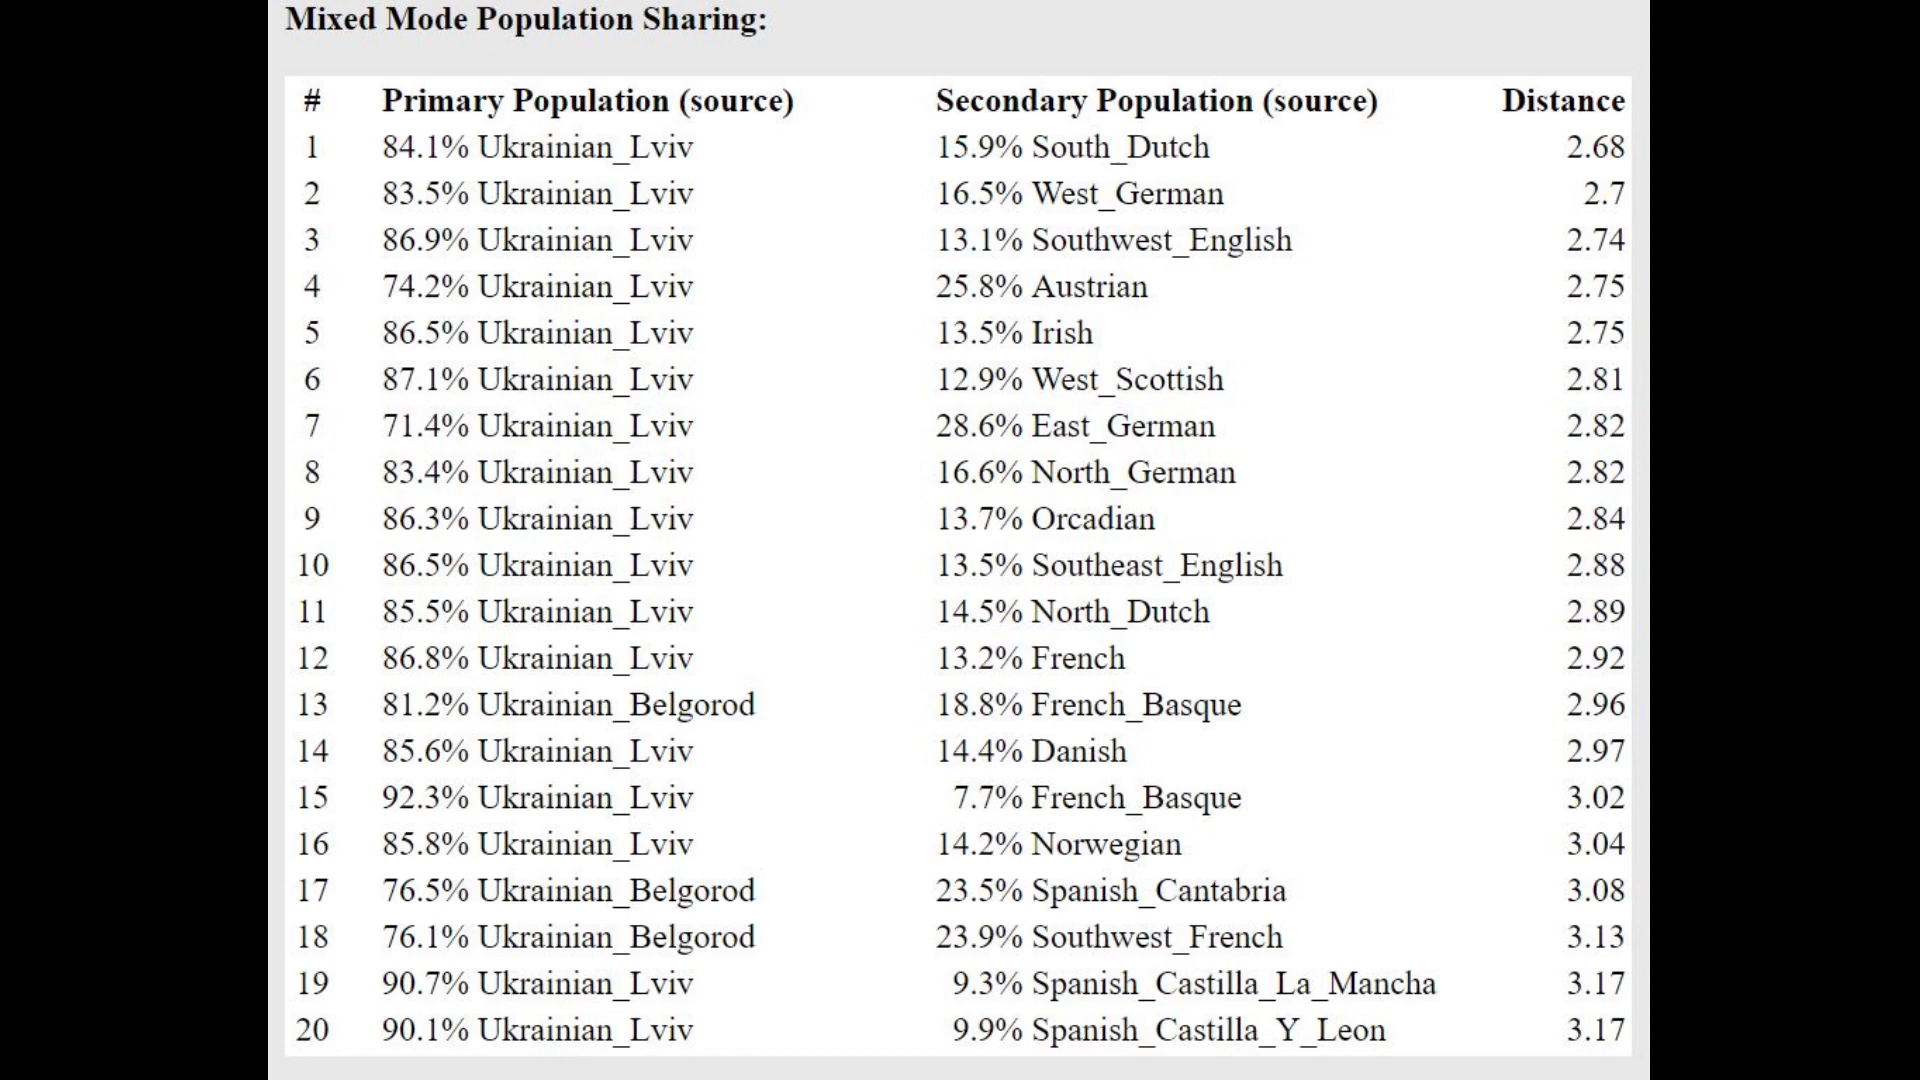 Mixed Mode Population Sharing:
# Primary Population (source) Secondary Population (source) Distance
1 84.1% Ukrainian_Lviv 15.9% South_Dutch 2.68
2 83.5% Ukrainian_Lviv 16.5% West_German 2.7
3 86.9% Ukrainian_Lviv 13.1% Southwest_English 2.74
4 74.2% Ukrainian_Lviv 25.8% Austrian 2.75
5 86.5% Ukrainian_Lviv 13.5% Irish 2.75
6 87.1% Ukrainian_Lviv 12.9% West_Scottish 2.81
7 71.4% Ukrainian_Lviv 28.6% East_German 2.82
8 83.4% Ukrainian_Lviv 16.6% North_German 2.82
9 86.3% Ukrainian_Lviv 13.7% Orcadian 2.84
10 86.5% Ukrainian_Lviv 13.5% Southeast_English 2.88
11 85.5% Ukrainian_Lviv 14.5% North_Dutch 2.89
12 86.8% Ukrainian_Lviv 13.2% French 2.92
13 81.2% Ukrainian_Belgorod 18.8% French_Basque 2.96
14 85.6% Ukrainian_Lviv 14.4% Danish 2.97
15 92.3% Ukrainian_Lviv 7.7% French_Basque 3.02
16 85.8% Ukrainian_Lviv 14.2% Norwegian 3.04
17 76.5% Ukrainian_Belgorod 23.5% Spanish_Cantabria 3.08
18 76.1% Ukrainian_Belgorod 23.9% Southwest_French 3.13
19 90.7% Ukrainian_Lviv 9.3% Spanish_Castilla_La_Mancha 3.17
20 90.1% Ukrainian_Lviv 9.9% Spanish_Castilla_Y_Leon 3.17